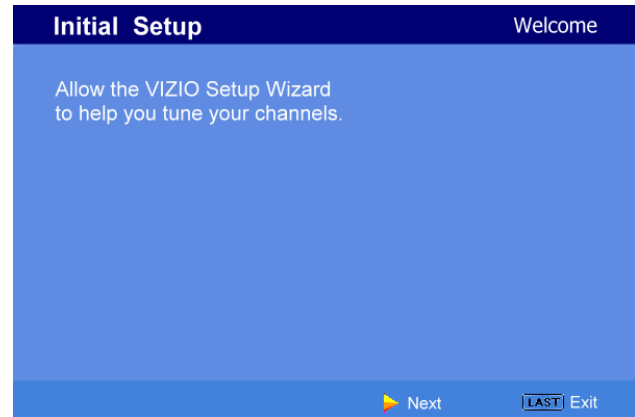 Initial Setup
Welcome
Allow the VIZIO Setup Wizard
to help you tune your channels.
Next
LAST Exit